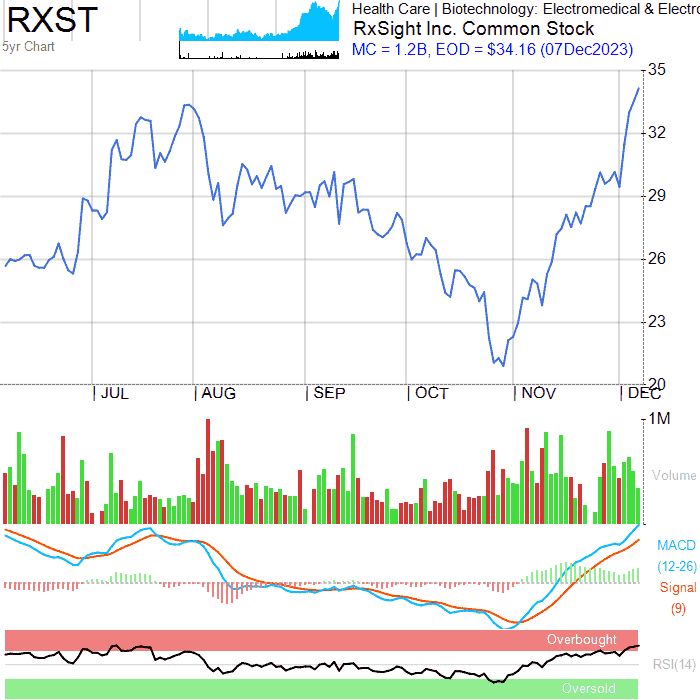 RXST
5yr Chart
Health Care | Biotechnology: Electromedical & Electro
RxSight Inc. Common Stock
MC = 1.2B, EOD = $34.16 (07Dec2023)
35
32
29
26
23
20
JUL AUG SEP OCT NOV DEC
1M
Volume
MACD
(12-26)
Signal
(9)
Overbought
RSI(14)
Oversold